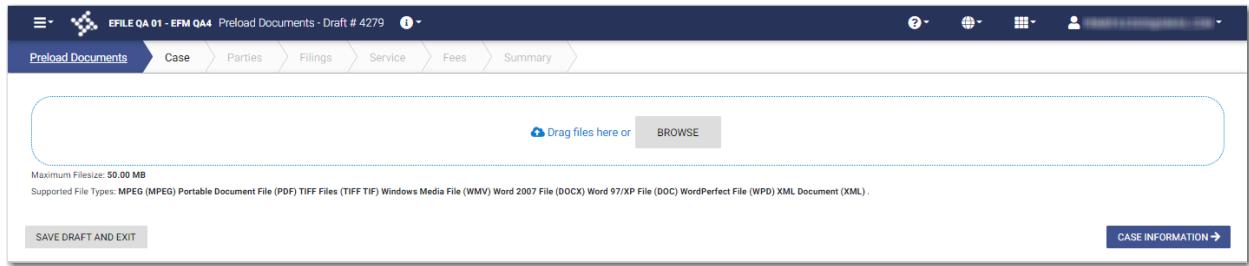 EFILE QA 01 - EFM QA4 Preload Documents - Draft # 4279
Preload Documents Case Parties Filings Service Fees Summary
Drag files here or BROWSE
Maximum Filesize: 50.00 MB
Supported File Types: MPEG (MPEG) Portable Document File (PDF) TIFF Files (TIFF TIF) Windows Media File (WMV) Word 2007 File (DOCX) Word 97/XP File (DOC) WordPerfect File (WPD) XML Document (XML) .
SAVE DRAFT AND EXIT CASE INFORMATION